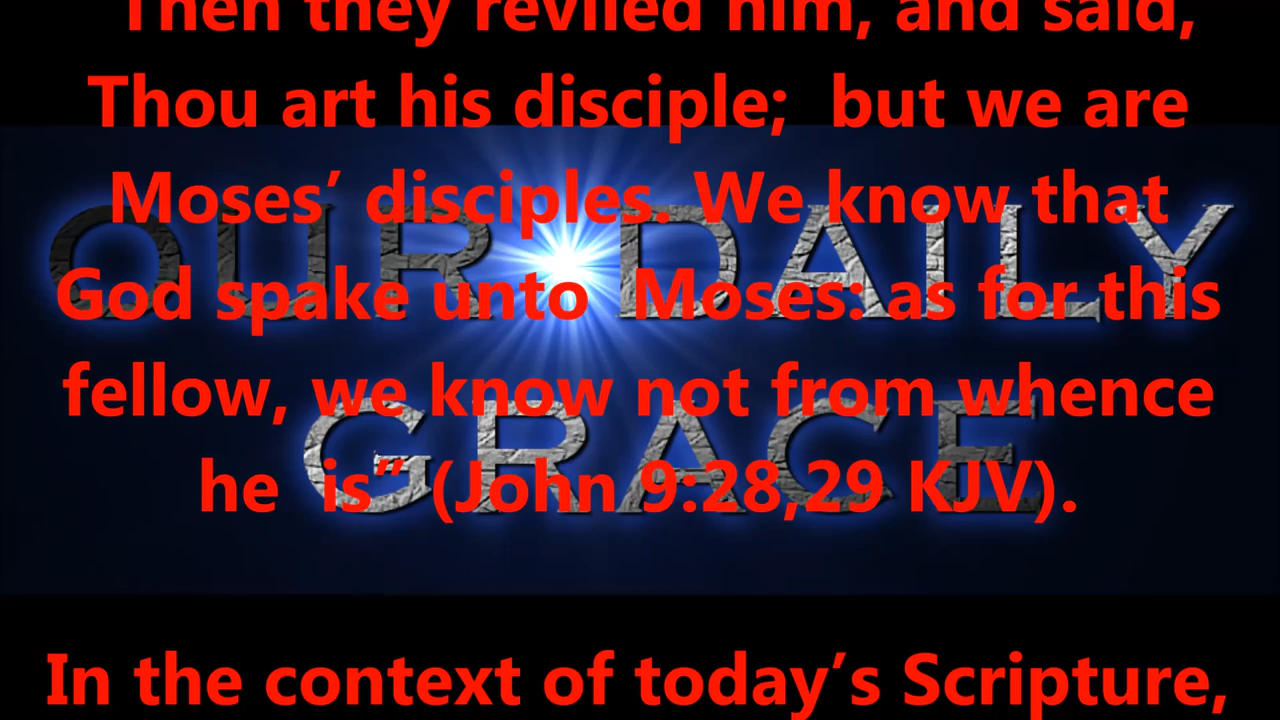 Then they reviled him, and said,
Thou art his disciple;  but we are
Moses’  disciples. We know that
OUR DAILY
God spake unto  Moses: as for this
fellow, we know not from whence
GRACE
he  is” (John 9:28,29 KJV).
In the context of today’s Scripture,